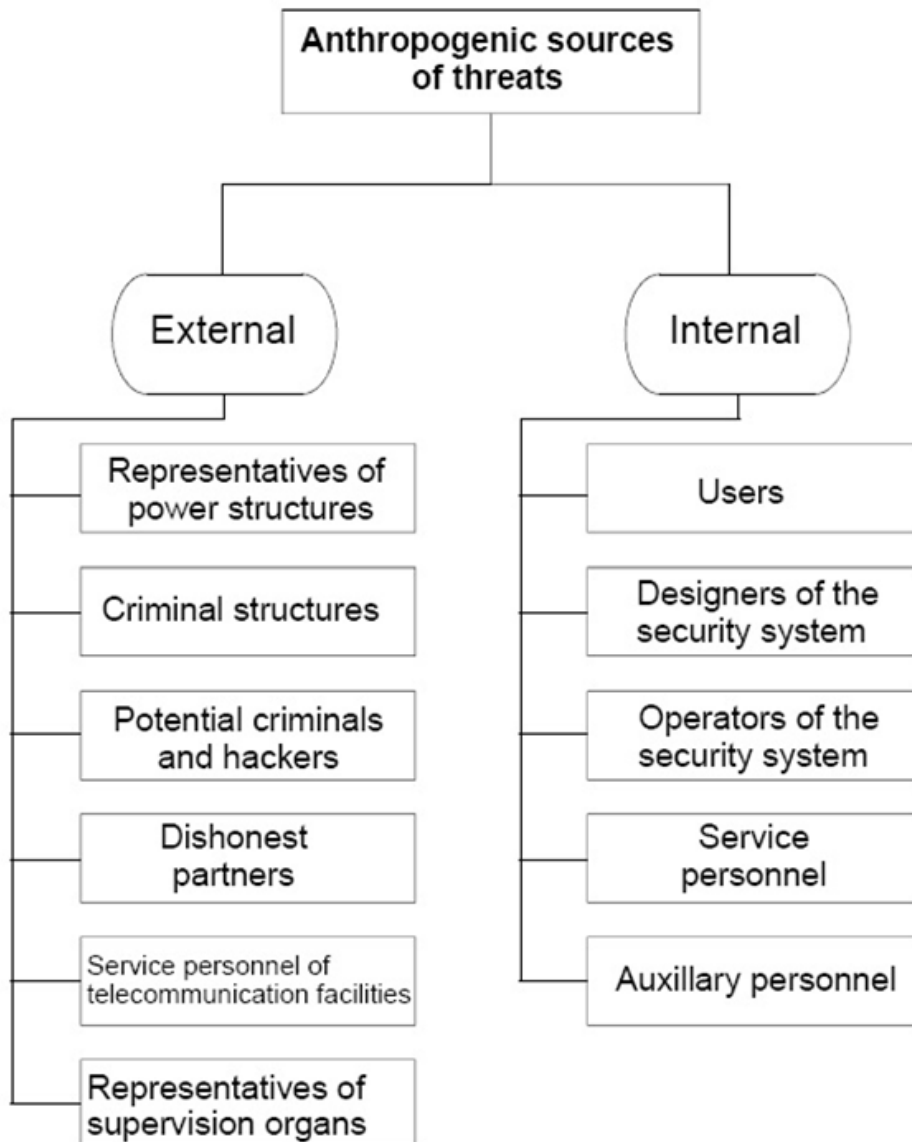 Anthropogenic sources
of threats
External
Internal
Representatives of
power structures
Criminal structures
Potential criminals
and hackers
Dishonest
partners
Service personnel of
telecommunication facilities
Representatives of
supervision organs
Users
Designers of the
security system
Operators of the
security system
Service
personnel
Auxillary personnel